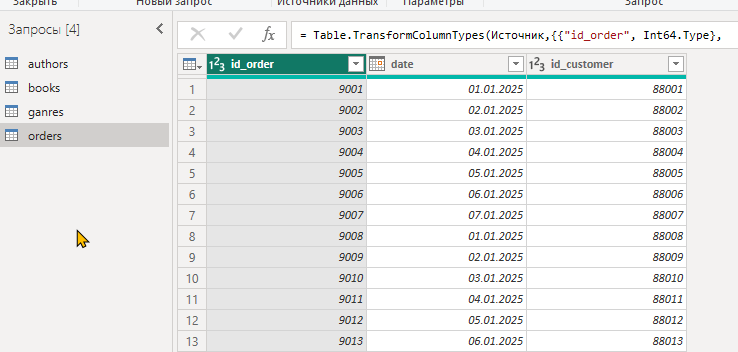 Закрыть Новый запрос Источники данных Параметры Запрос
Запросы [4]
= Table.TransformColumnTypes(Источник,{{"id_order", Int64.Type},
authors
books
ganres
orders
id_order date id_customer
1 9001 01.01.2025 88001
2 9002 02.01.2025 88002
3 9003 03.01.2025 88003
4 9004 04.01.2025 88004
5 9005 05.01.2025 88005
6 9006 06.01.2025 88006
7 9007 07.01.2025 88007
8 9008 01.01.2025 88008
9 9009 02.01.2025 88009
10 9010 03.01.2025 88010
11 9011 04.01.2025 88011
12 9012 05.01.2025 88012
13 9013 06.01.2025 88013